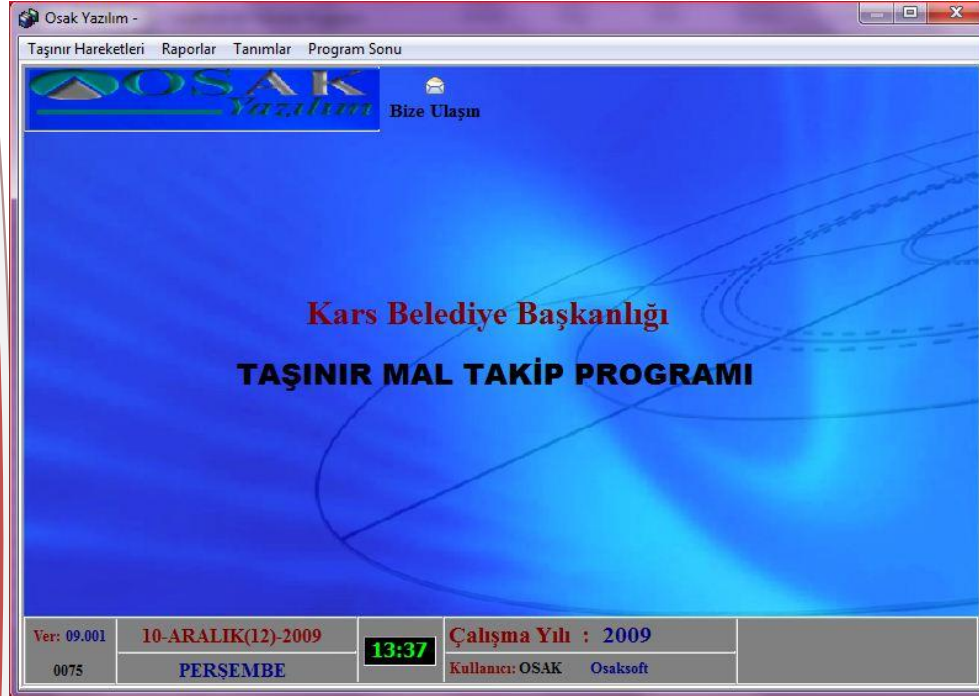 Osak Yazılım -
Taşınır Hareketleri Raporlar Tanımlar Program Sonu
OSAK
Yazılım
Bize Ulaşın
Kars Belediye Başkanlığı
TAŞINIR MAL TAKİP PROGRAMI
Ver: 09.001
10-ARALIK(12)-2009
13:37
Çalışma Yılı : 2009
0075
PERŞEMBE
Kullanıcı: OSAK Osaksoft